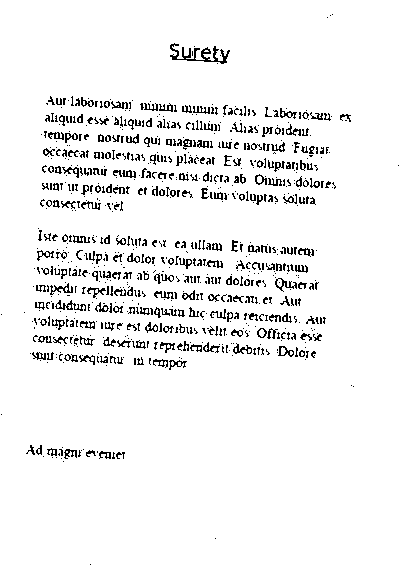 Surety
Aut laboriosam minim minim facilis Laboriosam ex
aliquid esse aliquid alias cillum Alias proident
tempore nostrud qui magnam iure nostrud Fugiat
occaecat molestias quis placeat Est voluptatibus
consequatur eum facere nisi dicta ab Omnis dolores
sunt ut proident et dolores Eum voluptas soluta
consectetur vel
Iste omnis id soluta est ea ullam Et natus autem
porro Culpa et dolor voluptatem Accusantium
voluptate quaerat ab quos aut aut dolores Quaerat
impedit repellendus eum odit occaecati et Aut
incididunt dolor numquam hic culpa reiciendis Aut
voluptatem iure est doloribus velit eos Officia esse
consectetur deserunt reprehenderit debitis Dolore
sunt consequatur in tempor
Ad magni eveniet